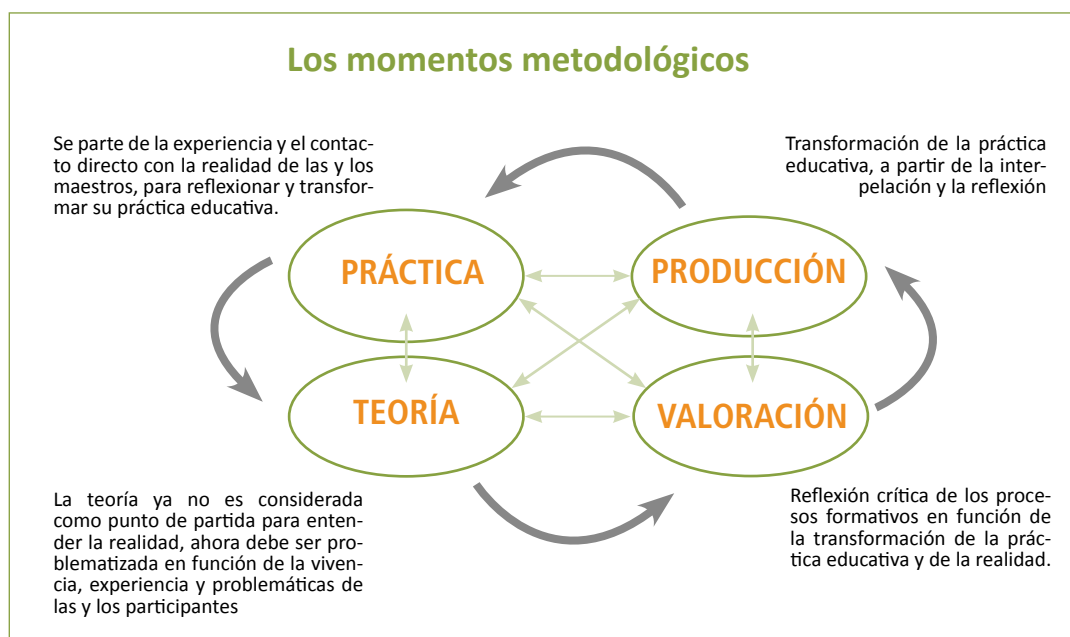 Los momentos metodológicos
Se parte de la experiencia y el contac-
to directo con la realidad de las y los
maestros, para reflexionar y transfor-
mar su práctica educativa.
Transformación de la práctica
educativa, a partir de la inter-
pelación y la reflexión
PRÁCTICA
PRODUCCIÓN
TEORÍA
VALORACIÓN
La teoría ya no es considerada
como punto de partida para enten-
der la realidad, ahora debe ser pro-
blematizada en función de la viven-
cia, experiencia y problemáticas de
las y los participantes
Reflexión crítica de los proce-
sos formativos en función de
la transformación de la prác-
tica educativa y de la realidad.